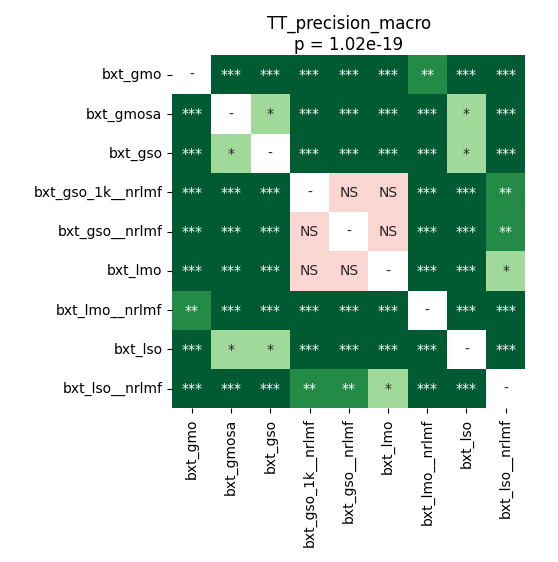 TT_precision_macro
p = 1.02e-19
bxt_gmo - *** *** *** *** *** ** *** ***
bxt_gmosa *** - * *** *** *** *** * ***
bxt_gso *** * - *** *** *** *** * ***
bxt_gso_1k__nrlmf *** *** *** - NS NS *** *** **
bxt_gso__nrlmf *** *** *** NS - NS *** *** **
bxt_lmo *** *** *** NS NS - *** *** *
bxt_lmo__nrlmf ** *** *** *** *** *** - *** ***
bxt_lso *** * * *** *** *** *** - ***
bxt_lso__nrlmf *** *** *** ** ** * *** *** -
bxt_gmo
bxt_gmosa
bxt_gso
bxt_gso_1k__nrlmf
bxt_gso__nrlmf
bxt_lmo
bxt_lmo__nrlmf
bxt_lso
bxt_lso__nrlmf